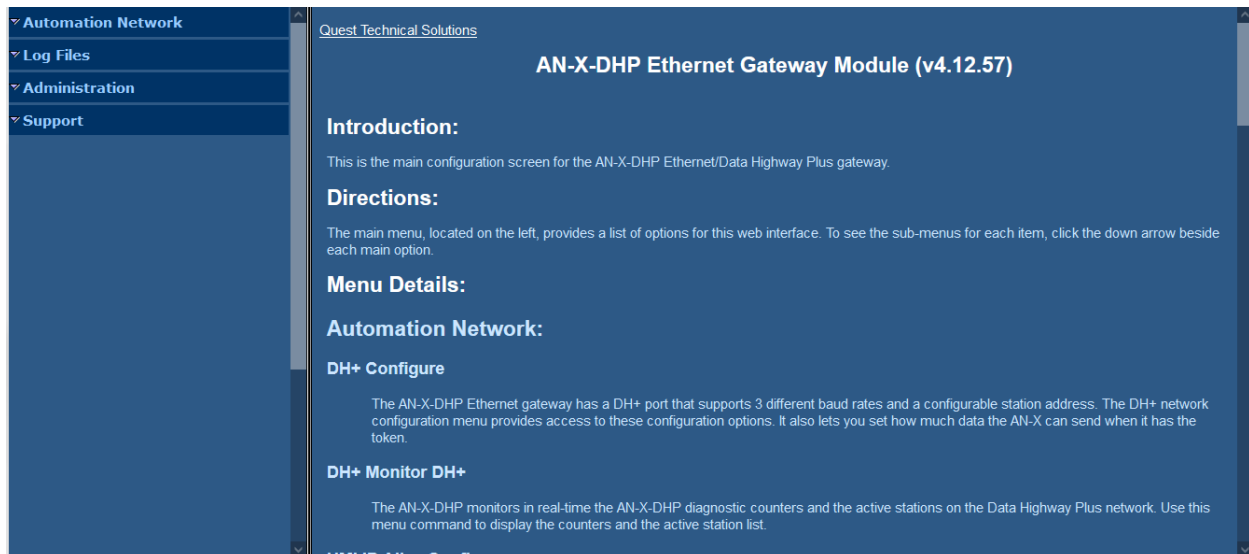 Automation Network
Log Files
Administration
Support
Quest Technical Solutions
AN-X-DHP Ethernet Gateway Module (v4.12.57)
Introduction:
This is the main configuration screen for the AN-X-DHP Ethernet/Data Highway Plus gateway.
Directions:
The main menu, located on the left, provides a list of options for this web interface. To see the sub-menus for each item, click the down arrow beside
each main option.
Menu Details:
Automation Network:
DH+ Configure
The AN-X-DHP Ethernet gateway has a DH+ port that supports 3 different baud rates and a configurable station address. The DH+ network
configuration menu provides access to these configuration options. It also lets you set how much data the AN-X can send when it has the
token.
DH+ Monitor DH+
The AN-X-DHP monitors in real-time the AN-X-DHP diagnostic counters and the active stations on the Data Highway Plus network. Use this
menu command to display the counters and the active station list.